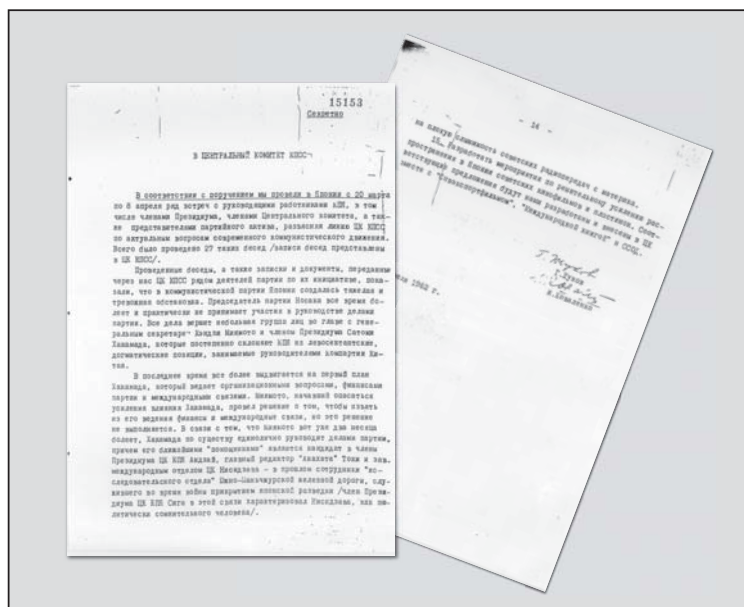 15153
Секретно
В ЦЕНТРАЛЬНЫЙ КОМИТЕТ КПСС
В соответствии с поручением мы провели в Японии с 20 марта
по 8 апреля ряд встреч с руководящими работниками КПЯ, в том
числе членами Президиума, членами Центрального комитета, а так-
же представителями партийного актива, разъясняя линию ЦК КПСС
по актуальным вопросам современного коммунистического движения.
Всего было проведено 27 таких бесед /записи бесед представлены
в ЦК КПСС/.
Проведенные беседы, а также записки и документы, переданные
через нас ЦК КПСС рядом деятелей партии по их инициативе, пока-
зали, что в коммунистической партии Японии создалась тяжелая и
тревожная обстановка. Председатель партии Носака все время бо-
леет и практически не принимает участия в руководстве делами
партии. Все дела вершит небольшая группа лиц во главе с гене-
ральным секретарем Кэндзи Миямото и членом Президиума Сатоми
Хакамада, которые постепенно склоняют КПЯ на левосектантские,
догматические позиции, занимаемые руководителями компартии Ки-
тая.
В последнее время все более выдвигается на первый план
Хакамада, который ведает организационными вопросами, финансами
партии и международными связями. Миямото, начавший опасаться
усиления влияния Хакамада, провел решение о том, чтобы изъять
из его ведения финансы и международные связи, но это решение
не выполняется. В связи с тем, что Миямото вот уже два месяца
болеет, Хакамада по существу единолично руководит делами партии,
причем его ближайшими "помощниками" является кандидат в члены
Президиума ЦК КПЯ Андзай, главный редактор "Акахата" Токи и зав.
международным отделом ЦК Нисидзава - в прошлом сотрудники "ис-
следовательского отдела" Южно-Маньчжурской железной дороги, слу-
жившего во время войны прикрытием японской разведки /член Прези-
диума ЦК КПЯ Сига в этой связи характеризовал Нисидзава, как по-
литически сомнительного человека/.
- 14 -
на плохую слышимость советских радиопередач с материка.
15. Разработать мероприятия по решительному усилению рас-
пространения в Японии советских кинофильмов и пластинок. Соот-
ветствующие предложения будут нами разработаны и внесены в ЦК
вместе с "Совэкспортфильмом", "Международной книгой" и ССОД.
Г. Жуков
И. Коваленко
1962 г.